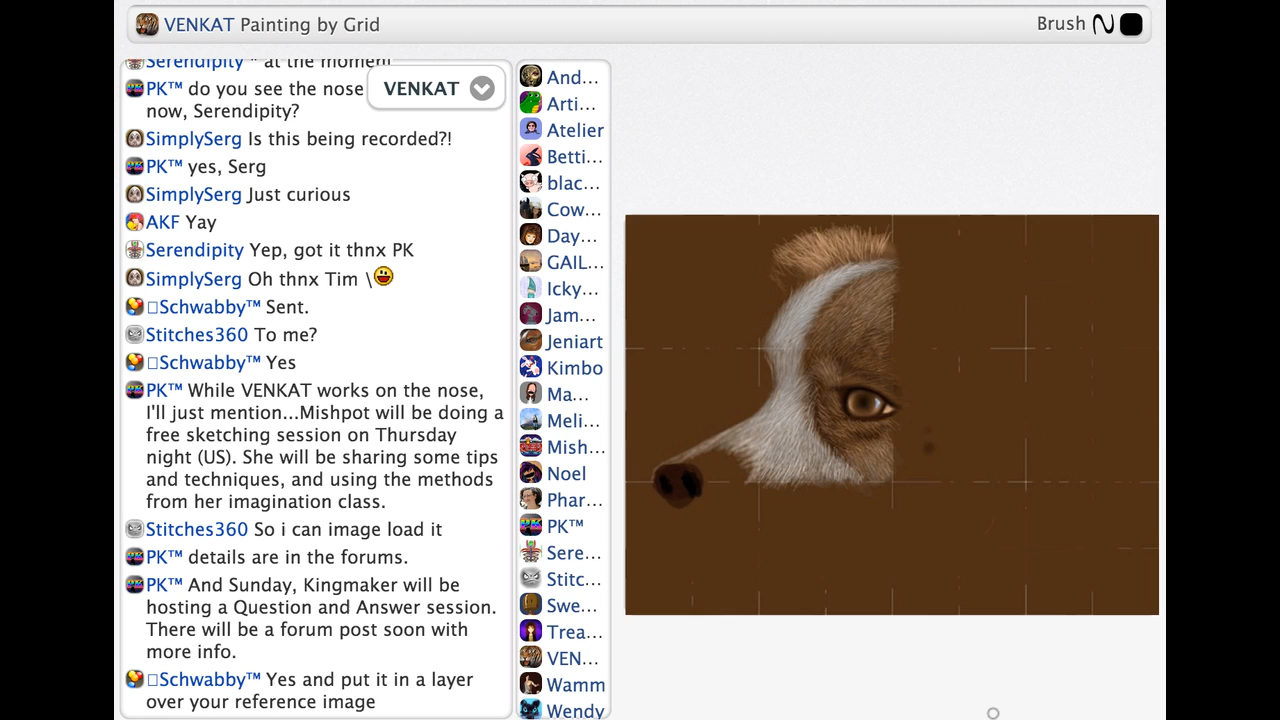 VENKAT Painting by Grid
Brush
Serendipity * at the moment
VENKAT
PK™ do you see the nose
now, Serendipity?
SimplySerg Is this being recorded?!
PK™ yes, Serg
SimplySerg Just curious
AKF Yay
Serendipity Yep, got it thnx PK
SimplySerg Oh thnx Tim \
Schwabby™ Sent.
Stitches360 To me?
Schwabby™ Yes
PK™ While VENKAT works on the nose,
I'll just mention...Mishpot will be doing a
free sketching session on Thursday
night (US). She will be sharing some tips
and techniques, and using the methods
from her imagination class.
Stitches360 So i can image load it
PK™ details are in the forums.
PK™ And Sunday, Kingmaker will be
hosting a Question and Answer session.
There will be a forum post soon with
more info.
Schwabby™ Yes and put it in a layer
over your reference image
And...
Arti...
Atelier
Betti...
blac...
Cow...
Day...
GAIL...
Icky...
Jam...
Jeniart
Kimbo
Ma...
Meli...
Mish...
Noel
Phar...
PK™
Sere...
Stitc...
Swe...
Trea...
VEN...
Wamm
Wendy